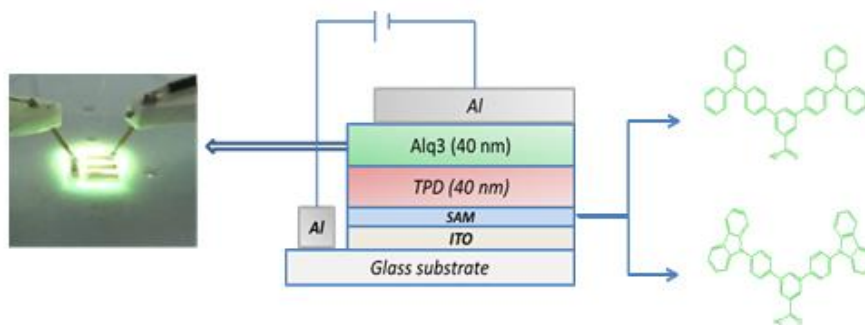 Al
Alq3 (40 nm)
TPD (40 nm)
SAM
Al
ITO
Glass substrate